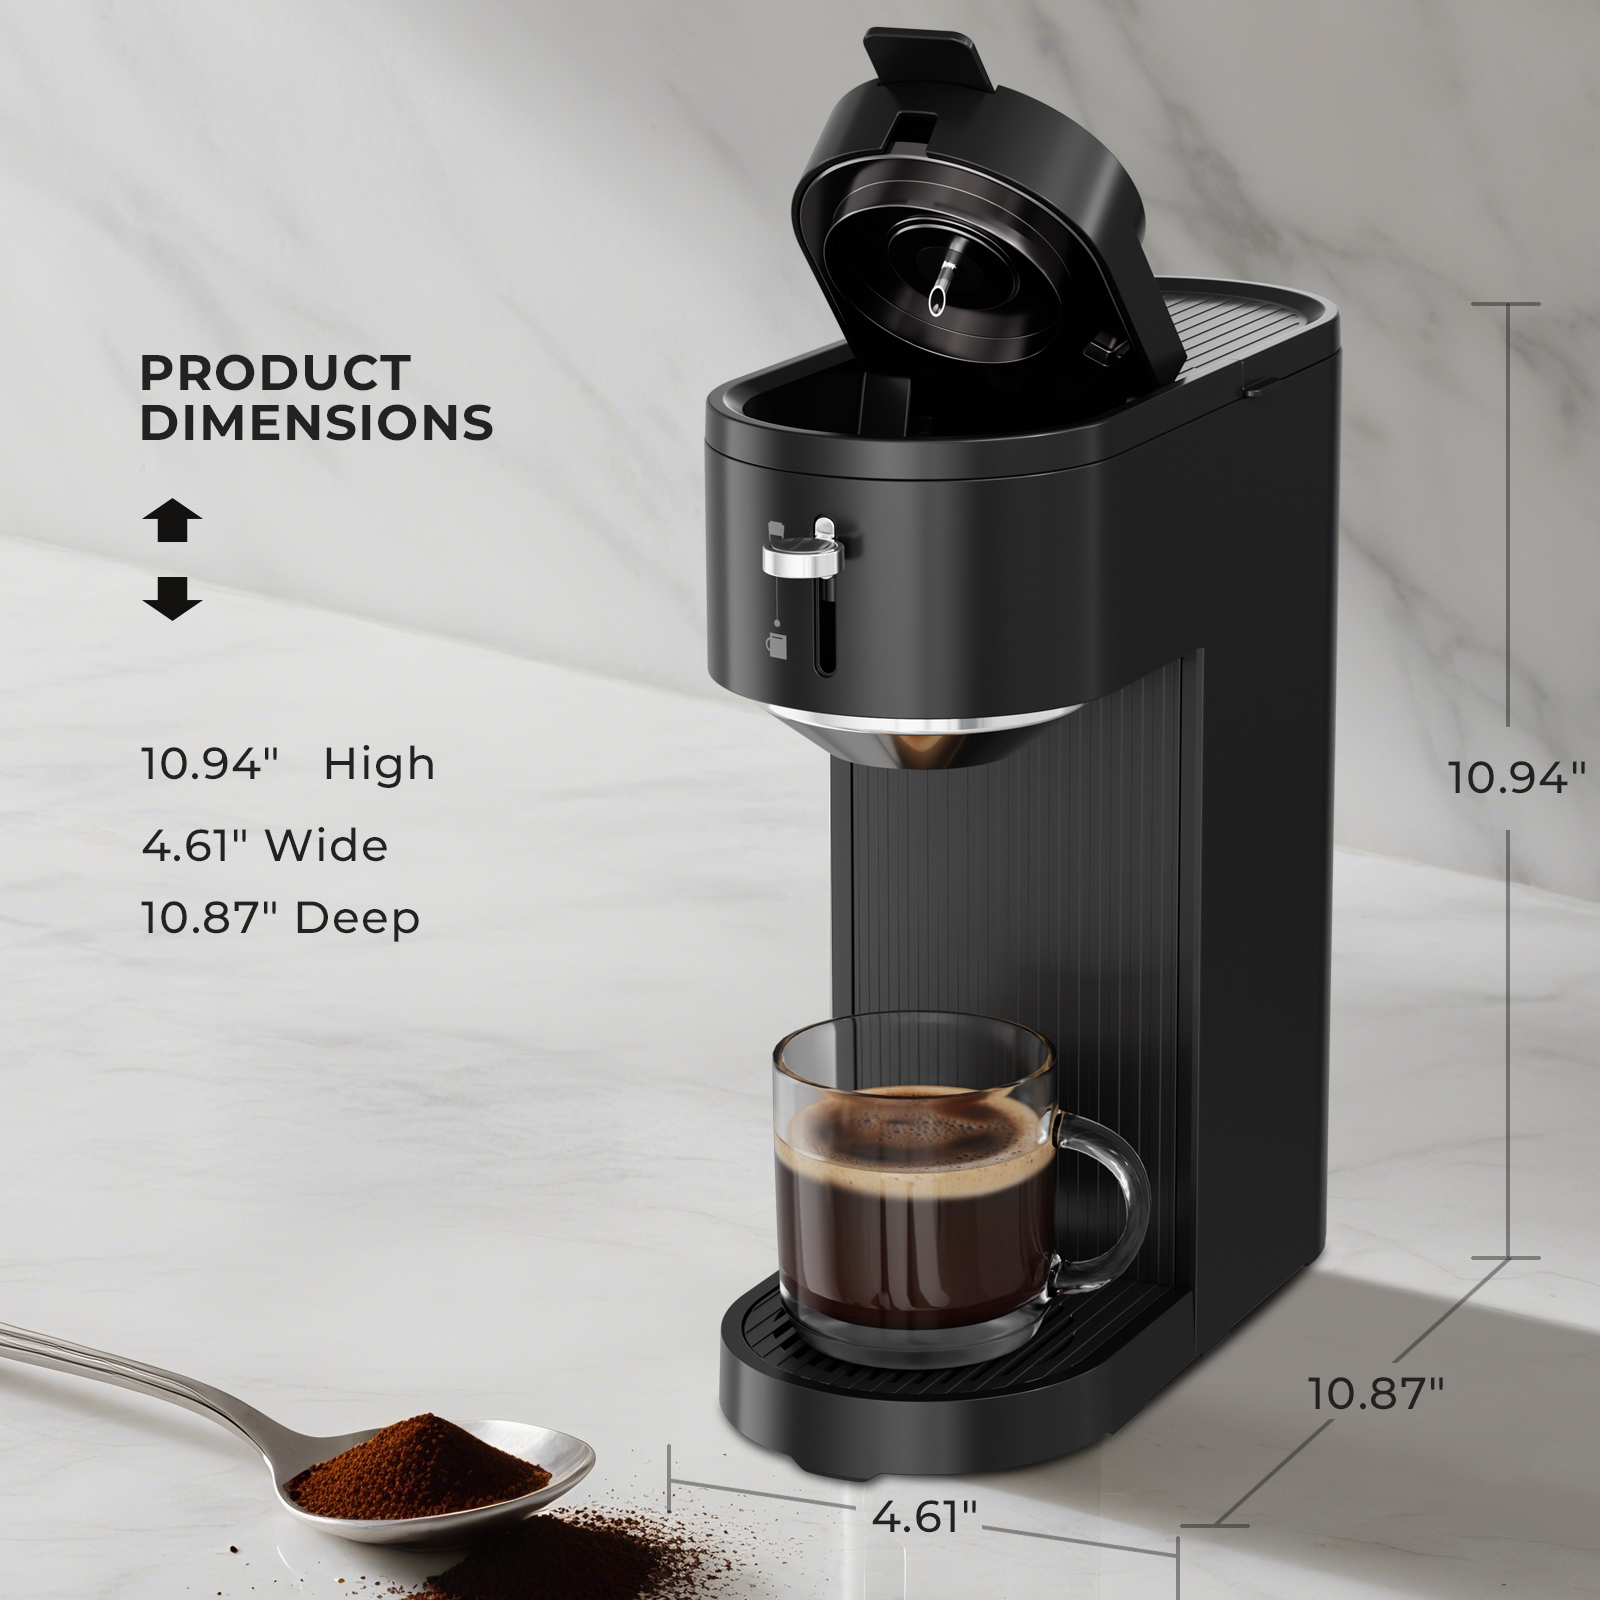 PRODUCT
DIMENSIONS
10.94" High
4.61" Wide
10.87" Deep
10.94"
10.87"
4.61"